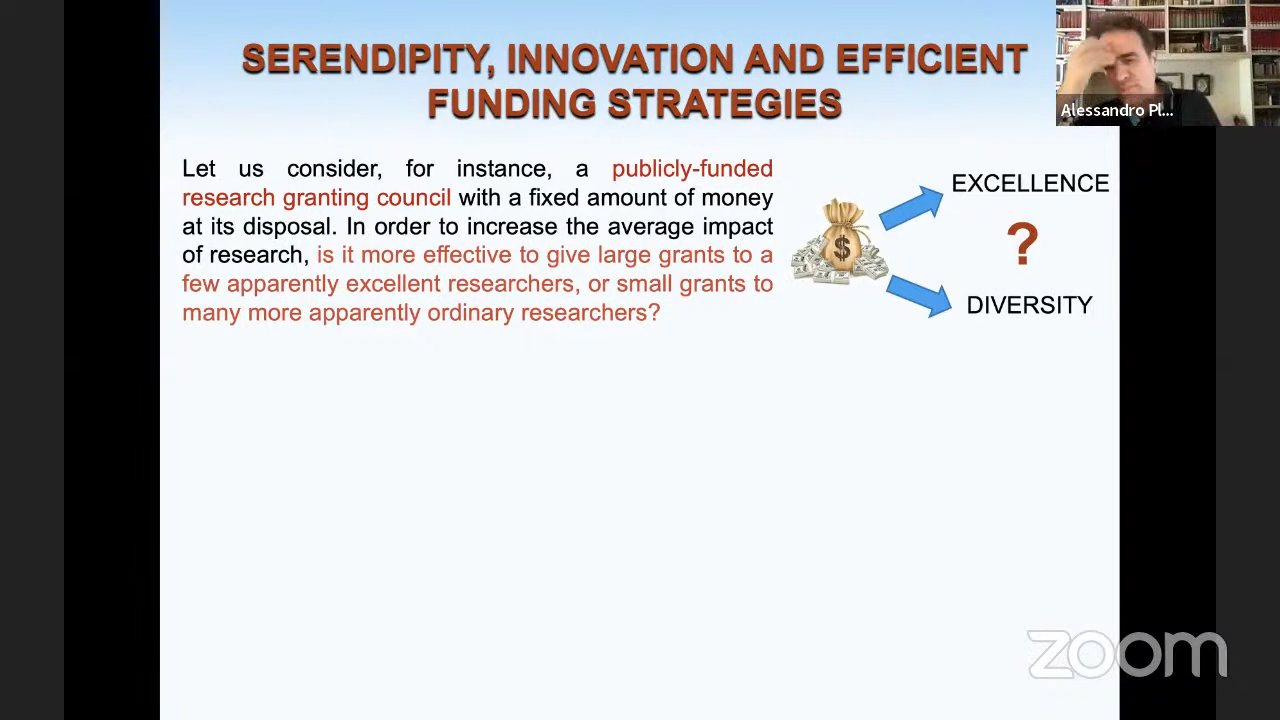 SERENDIPITY, INNOVATION AND EFFICIENT
FUNDING STRATEGIES
Alessandro Pl...
Let us consider, for instance, a publicly-funded
research granting council with a fixed amount of money
at its disposal. In order to increase the average impact
of research, is it more effective to give large grants to a
few apparently excellent researchers, or small grants to
many more apparently ordinary researchers?
EXCELLENCE
?
DIVERSITY
$
zoom